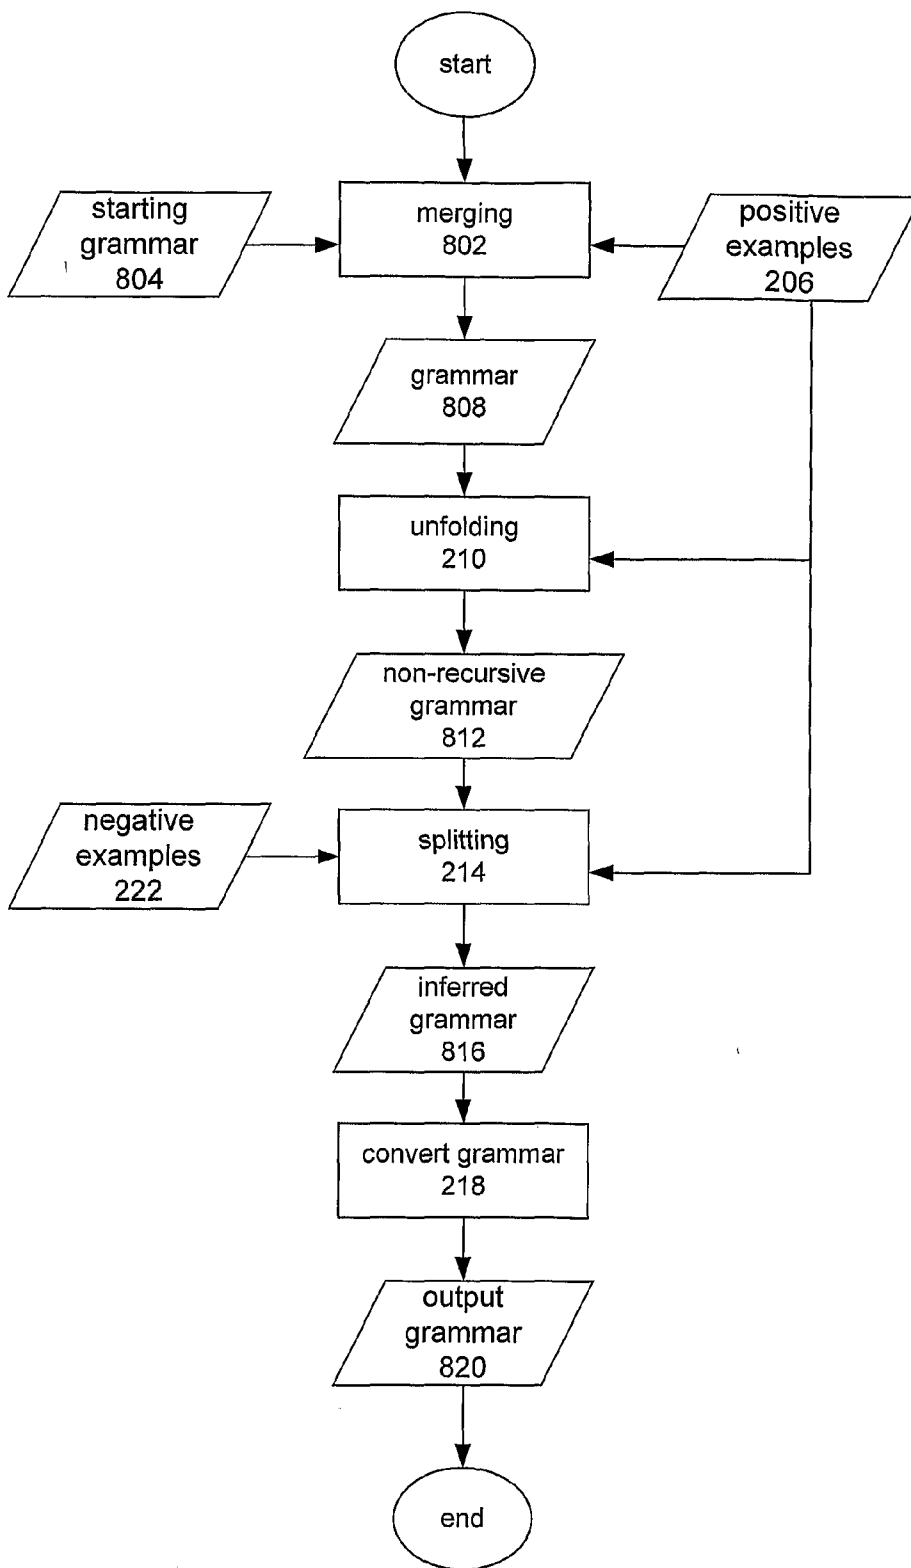 start
starting
grammar
804
merging
802
positive
examples
206
grammar
808
unfolding
210
non-recursive
grammar
812
negative
examples
222
splitting
214
inferred
grammar
816
convert grammar
218
output
grammar
820
end